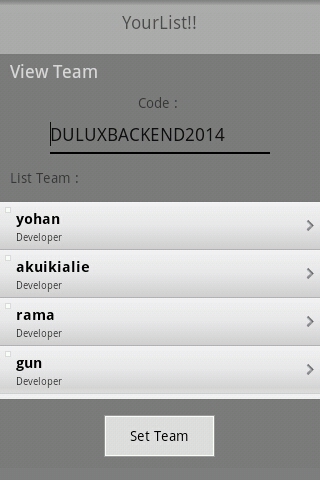 YourList!!
View Team
Code :
DULUXBACKEND2014
List Team :
yohan
Developer
akuikialie
Developer
rama
Developer
gun
Developer
Set Team